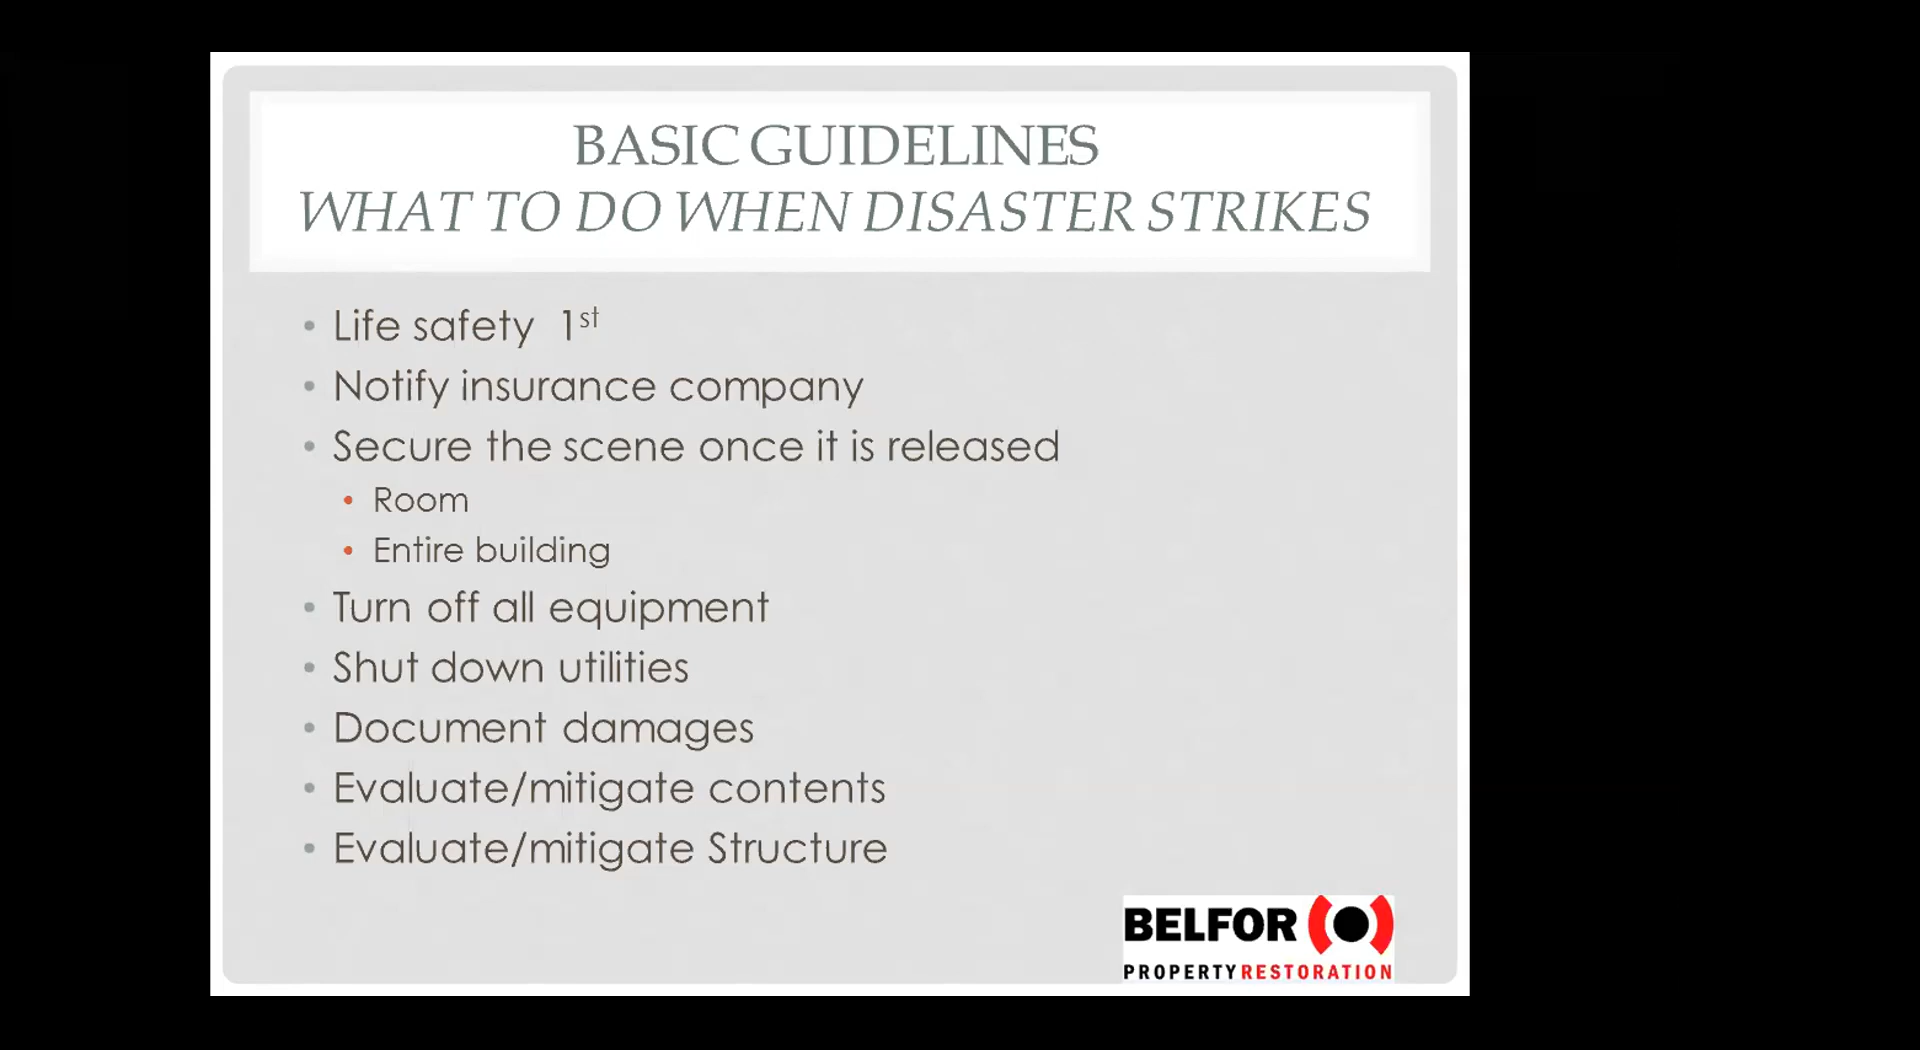 BASIC GUIDELINES
WHAT TO DO WHEN DISASTER STRIKES
• Life safety 1st
• Notify insurance company
• Secure the scene once it is released
• Room
• Entire building
• Turn off all equipment
• Shut down utilities
• Document damages
• Evaluate/mitigate contents
• Evaluate/mitigate Structure
BELFOR
PROPERTYRESTORATION